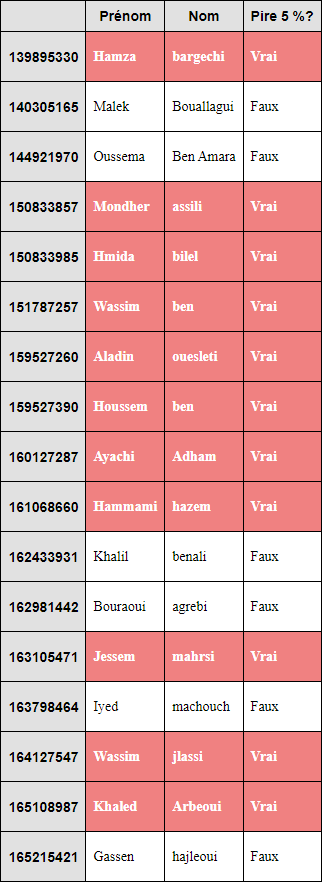 Prénom Nom Pire 5 %?
139895330 Hamza bargechi Vrai
140305165 Malek Bouallagui Faux
144921970 Oussema Ben Amara Faux
150833857 Mondher assili Vrai
150833985 Hmida bilel Vrai
151787257 Wassim ben Vrai
159527260 Aladin ouesleti Vrai
159527390 Houssem ben Vrai
160127287 Ayachi Adham Vrai
161068660 Hammami hazem Vrai
162433931 Khalil benali Faux
162981442 Bouraoui agrebi Faux
163105471 Jessem mahrsi Vrai
163798464 Iyed machouch Faux
164127547 Wassim jlassi Vrai
165108987 Khaled Arbeoui Vrai
165215421 Gassen hajleoui Faux